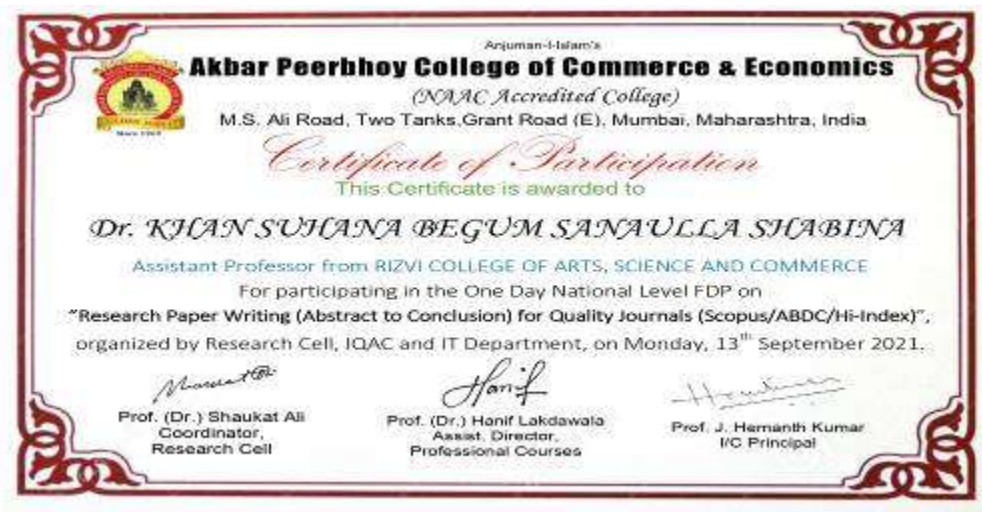 Anjuman-I-Islam's
Akbar Peerbhoy College of Commerce & Economics
(NAAC Accredited College)
M.S. Ali Road, Two Tanks,Grant Road (E), Mumbai, Maharashtra, India
Certificate of Participation
This Certificate is awarded to
Dr. KHAN SUHANA BEGUM SANAULLA SHABINA
Assistant Professor from RIZVI COLLEGE OF ARTS, SCIENCE AND COMMERCE
For participating in the One Day National Level FDP on
"Research Paper Writing (Abstract to Conclusion) for Quality Journals (Scopus/ABDC/Hi-Index)",
organized by Research Cell, IQAC and IT Department, on Monday, 13th September 2021.
Hanif
Prof. (Dr.) Shaukat Ali
Coordinator,
Research Cell
Prof. (Dr.) Hanif Lakdawala
Assist. Director,
Professional Courses
Prof. J. Hemanth Kumar
I/C Principal